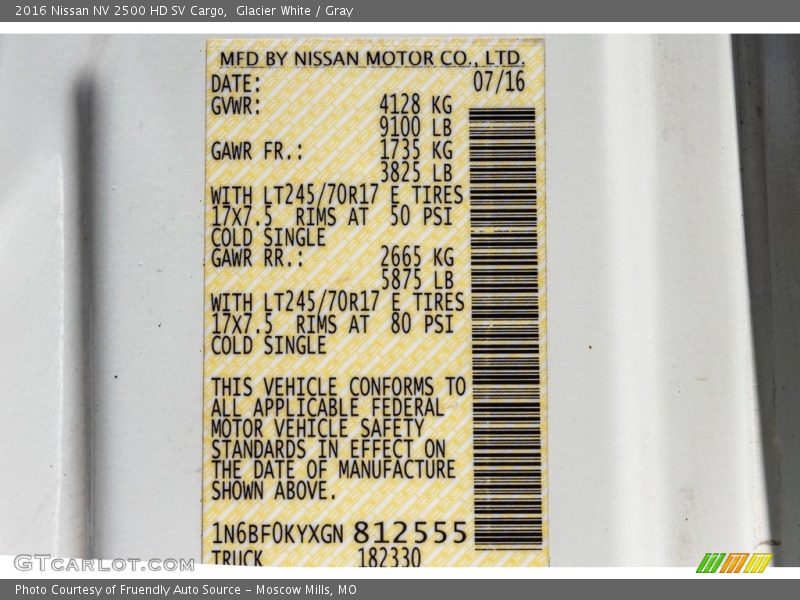 2016 Nissan NV 2500 HD SV Cargo, Glacier White / Gray
MFD BY NISSAN MOTOR CO., LTD.
DATE: 07/16
GVWR: 4128 KG
9100 LB
GAWR FR.: 1735 KG
3825 LB
WITH LT245/70R17 E TIRES
17X7.5 RIMS AT 50 PSI
COLD SINGLE
GAWR RR.: 2665 KG
5875 LB
WITH LT245/70R17 E TIRES
17X7.5 RIMS AT 80 PSI
COLD SINGLE
THIS VEHICLE CONFORMS TO
ALL APPLICABLE FEDERAL
MOTOR VEHICLE SAFETY
STANDARDS IN EFFECT ON
THE DATE OF MANUFACTURE
SHOWN ABOVE.
1N6BF0KYXGN 812555
TRUCK 182330
GTCARLOT.COM
Photo Courtesy of Fruendly Auto Source - Moscow Mills, MO